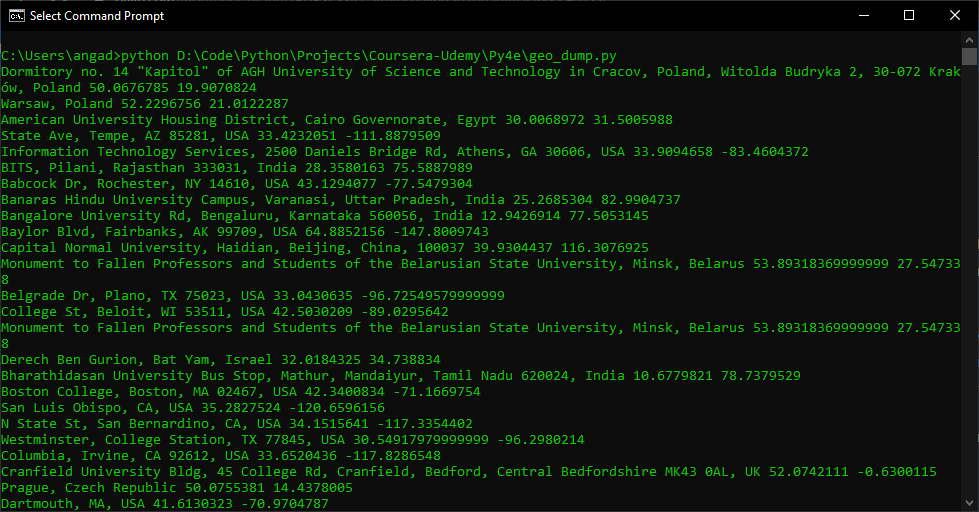 Select Command Prompt
C:\Users\angad>python D:\Code\Python\Projects\Coursera-Udemy\Py4e\geo_dump.py
Dormitory no. 14 "Kapitol" of AGH University of Science and Technology in Cracov, Poland, Witolda Budryka 2, 30-072 Krak
ów, Poland 50.0676785 19.9070824
Warsaw, Poland 52.2296756 21.0122287
American University Housing District, Cairo Governorate, Egypt 30.0068972 31.5005988
State Ave, Tempe, AZ 85281, USA 33.4232051 -111.8879509
Information Technology Services, 2500 Daniels Bridge Rd, Athens, GA 30606, USA 33.9094658 -83.4604372
BITS, Pilani, Rajasthan 333031, India 28.3580163 75.5887989
Babcock Dr, Rochester, NY 14610, USA 43.1294077 -77.5479304
Banaras Hindu University Campus, Varanasi, Uttar Pradesh, India 25.2685304 82.9904737
Bangalore University Rd, Bengaluru, Karnataka 560056, India 12.9426914 77.5053145
Baylor Blvd, Fairbanks, AK 99709, USA 64.8852156 -147.8009743
Capital Normal University, Haidian, Beijing, China, 100037 39.9304437 116.3076925
Monument to Fallen Professors and Students of the Belarusian State University, Minsk, Belarus 53.89318369999999 27.54733
8
Belgrade Dr, Plano, TX 75023, USA 33.0430635 -96.72549579999999
College St, Beloit, WI 53511, USA 42.5030209 -89.0295642
Monument to Fallen Professors and Students of the Belarusian State University, Minsk, Belarus 53.89318369999999 27.54733
8
Derech Ben Gurion, Bat Yam, Israel 32.0184325 34.738834
Bharathidasan University Bus Stop, Mathur, Mandaiyur, Tamil Nadu 620024, India 10.6779821 78.7379529
Boston College, Boston, MA 02467, USA 42.3400834 -71.1669754
San Luis Obispo, CA, USA 35.2827524 -120.6596156
N State St, San Bernardino, CA, USA 34.1515641 -117.3354402
Westminster, College Station, TX 77845, USA 30.54917979999999 -96.2980214
Columbia, Irvine, CA 92612, USA 33.6520436 -117.8286548
Cranfield University Bldg, 45 College Rd, Cranfield, Bedford, Central Bedfordshire MK43 0AL, UK 52.0742111 -0.6300115
Prague, Czech Republic 50.0755381 14.4378005
Dartmouth, MA, USA 41.6130323 -70.9704787